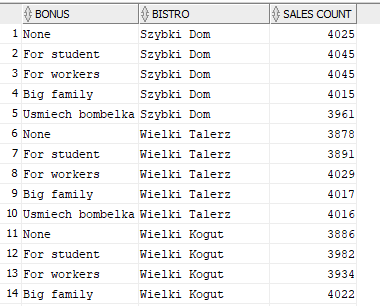 BONUS BISTRO SALES COUNT
1 None Szybki Dom 4025
2 For student Szybki Dom 4045
3 For workers Szybki Dom 4045
4 Big family Szybki Dom 4015
5 Usmiech bombelka Szybki Dom 3961
6 None Wielki Talerz 3878
7 For student Wielki Talerz 3891
8 For workers Wielki Talerz 4029
9 Big family Wielki Talerz 4017
10 Usmiech bombelka Wielki Talerz 4016
11 None Wielki Kogut 3886
12 For student Wielki Kogut 3982
13 For workers Wielki Kogut 3934
14 Big family Wielki Kogut 4022